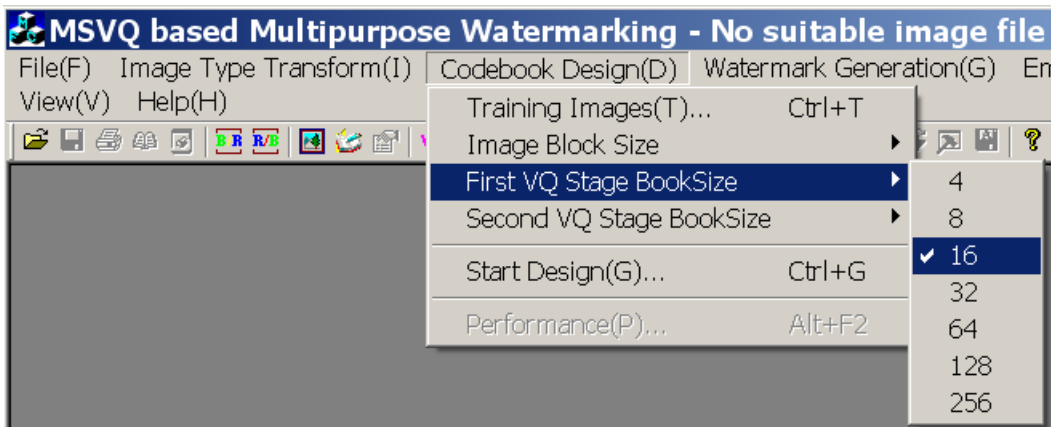 MSVQ based Multipurpose Watermarking - No suitable image file
File(F) Image Type Transform(I) Codebook Design(D) Watermark Generation(G) Em
View(V) Help(H)
Training Images(T)... Ctrl+T
Image Block Size
First VQ Stage BookSize
Second VQ Stage BookSize
Start Design(G)... Ctrl+G
Performance(P)... Alt+F2
4
8
16
32
64
128
256